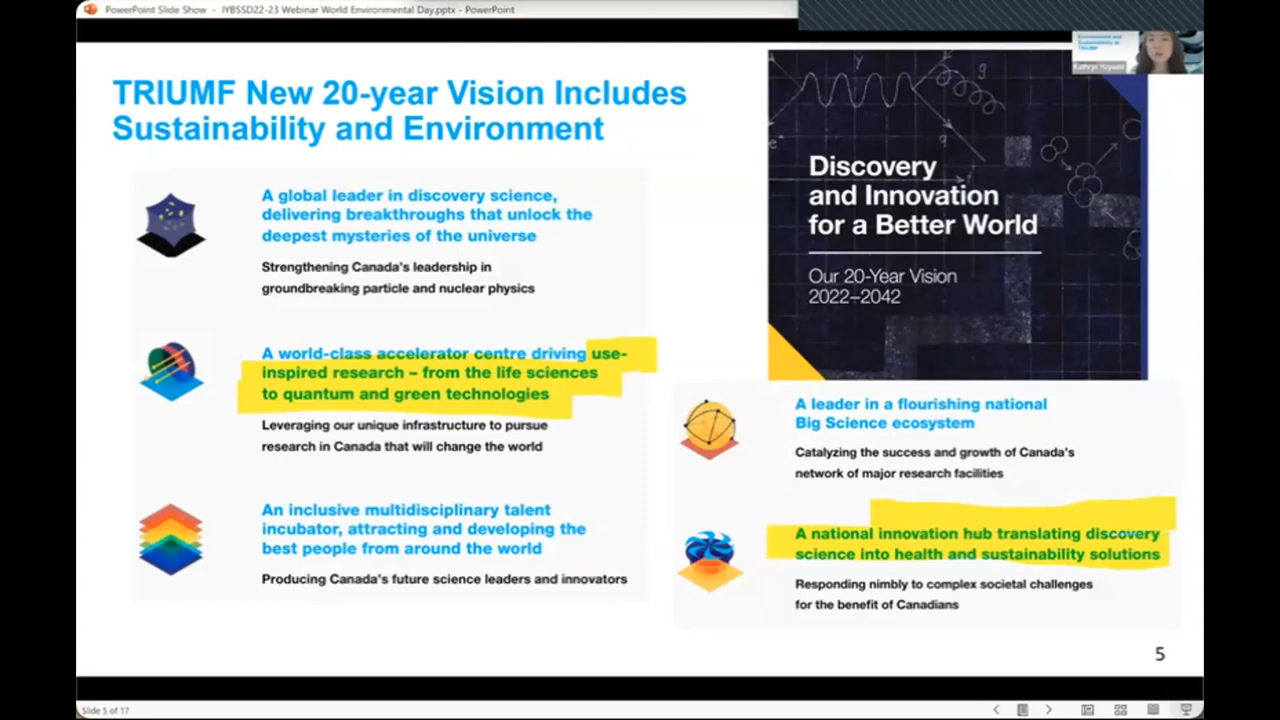 PowerPoint Slide Show - IYBSSD22-23 Webinar World Environmental Day.pptx - PowerPoint
Environmental and
Sustainability at
TRIUMF
TRIUMF New 20-year Vision Includes
Sustainability and Environment
A global leader in discovery science,
delivering breakthroughs that unlock the
deepest mysteries of the universe
Strengthening Canada's leadership in
groundbreaking particle and nuclear physics
A world-class accelerator centre driving use-
inspired research – from the life sciences
to quantum and green technologies
Leveraging our unique infrastructure to pursue
research in Canada that will change the world
An inclusive multidisciplinary talent
incubator, attracting and developing the
best people from around the world
Producing Canada's future science leaders and innovators
Discovery
and Innovation
for a Better World
Our 20-Year Vision
2022–2042
A leader in a flourishing national
Big Science ecosystem
Catalyzing the success and growth of Canada's
network of major research facilities
A national innovation hub translating discovery
science into health and sustainability solutions
Responding nimbly to complex societal challenges
for the benefit of Canadians
5
Slide 5 of 17